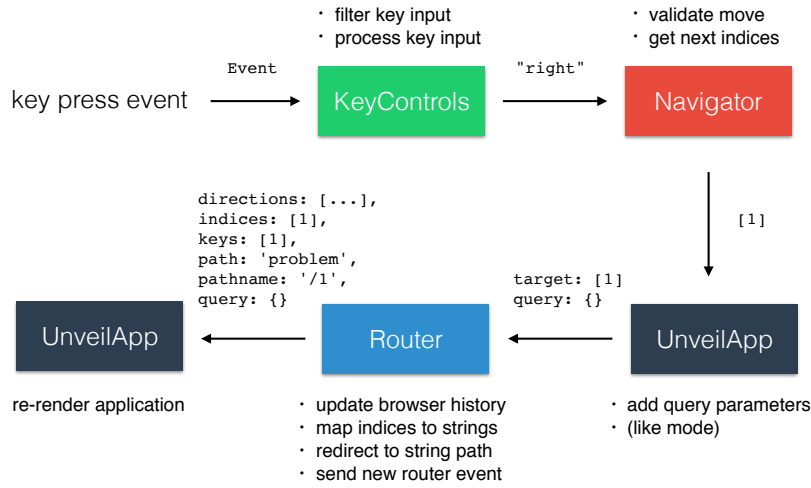 · filter key input
· process key input
· validate move
· get next indices
key press event
Event
KeyControls
"right"
Navigator
[1]
directions: [...],
indices: [1],
keys: [1],
path: 'problem',
pathname: '/1',
query: {}
target: [1]
query: {}
UnveilApp
Router
UnveilApp
re-render application
· update browser history
· map indices to strings
· redirect to string path
· send new router event
· add query parameters
· (like mode)